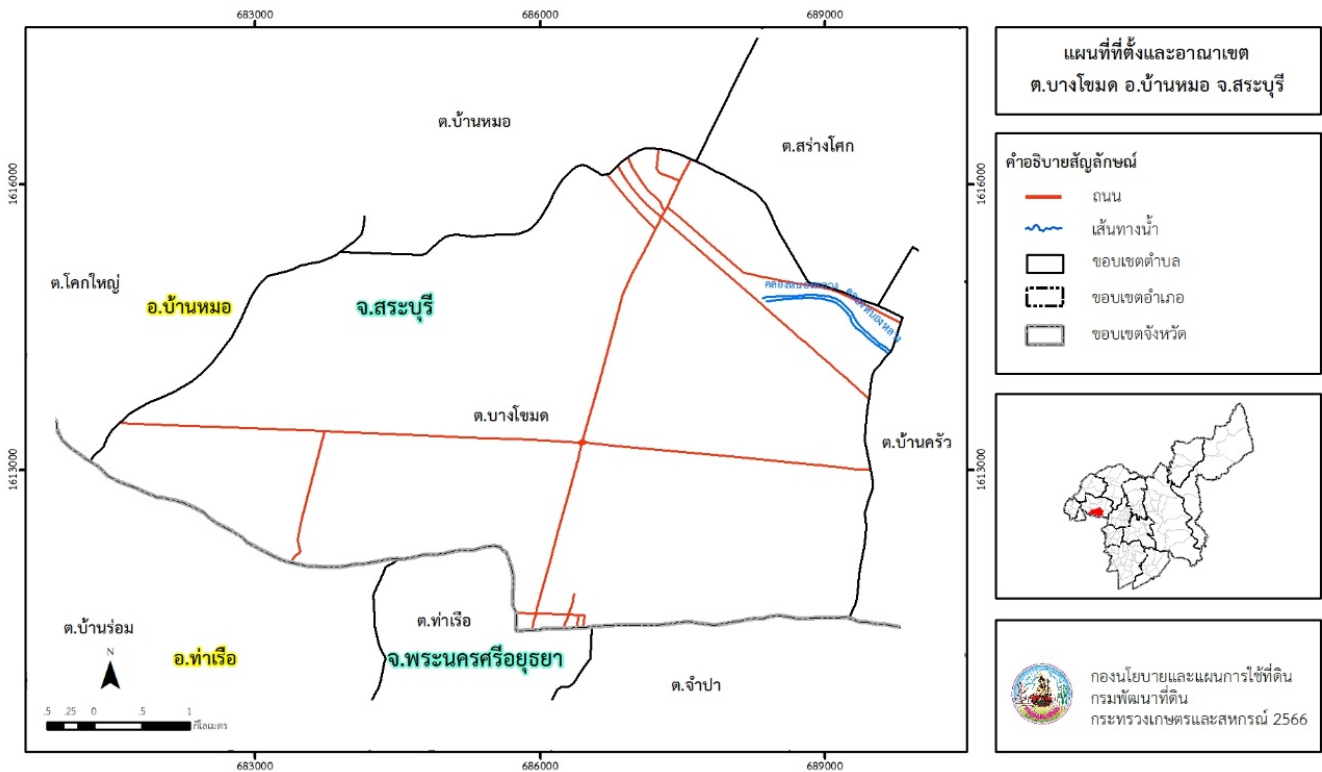 683000
686000
689000
1616000
1616000
1613000
1613000
ต.บ้านหมอ
ต.สร่างโศก
ต.โคกใหญ่
อ.บ้านหมอ
จ.สระบุรี
ต.บางโขมด
ต.บ้านครัว
ต.บ้านร่อม
อ.ท่าเรือ
ต.ท่าเรือ
จ.พระนครศรีอยุธยา
ต.จำปา
N
.5 .25 0 .5 1
กิโลเมตร
683000
686000
689000
แผนที่ที่ตั้งและอาณาเขต
ต.บางโขมด อ.บ้านหมอ จ.สระบุรี
คำอธิบายสัญลักษณ์
ถนน
เส้นทางน้ำ
ขอบเขตตำบล
ขอบเขตอำเภอ
ขอบเขตจังหวัด
กองนโยบายและแผนการใช้ที่ดิน
กรมพัฒนาที่ดิน
กระทรวงเกษตรและสหกรณ์ 2566